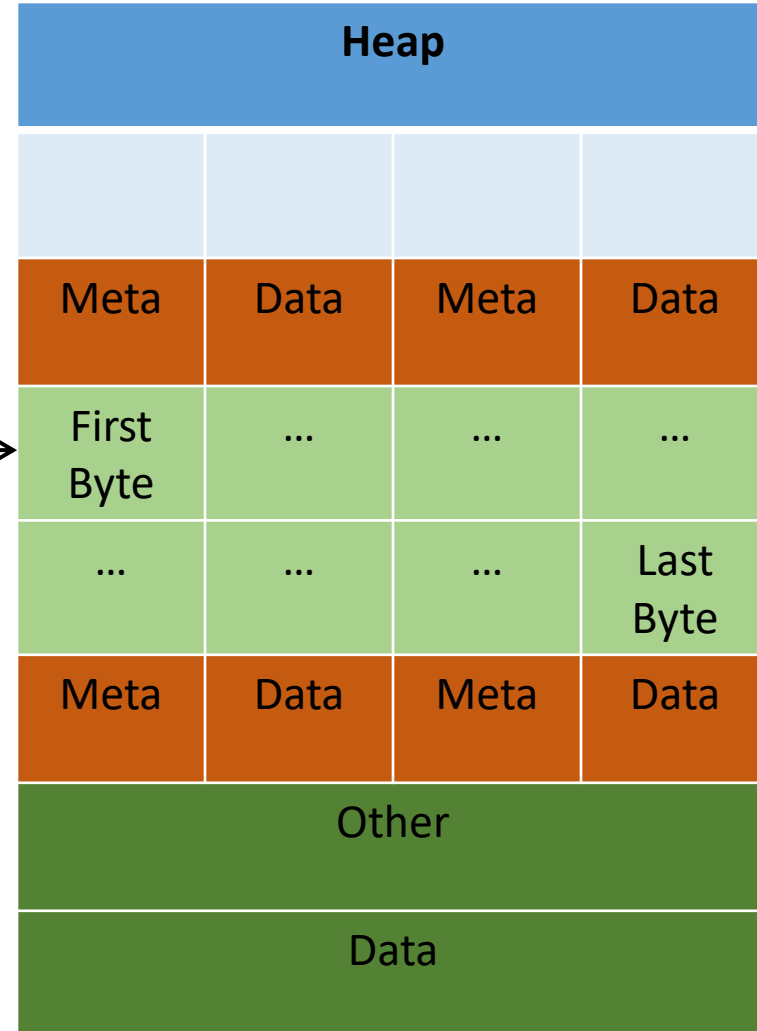 Heap
Meta Data Meta Data
First Byte ... ... ...
... ... ... Last Byte
Meta Data Meta Data
Other
Data